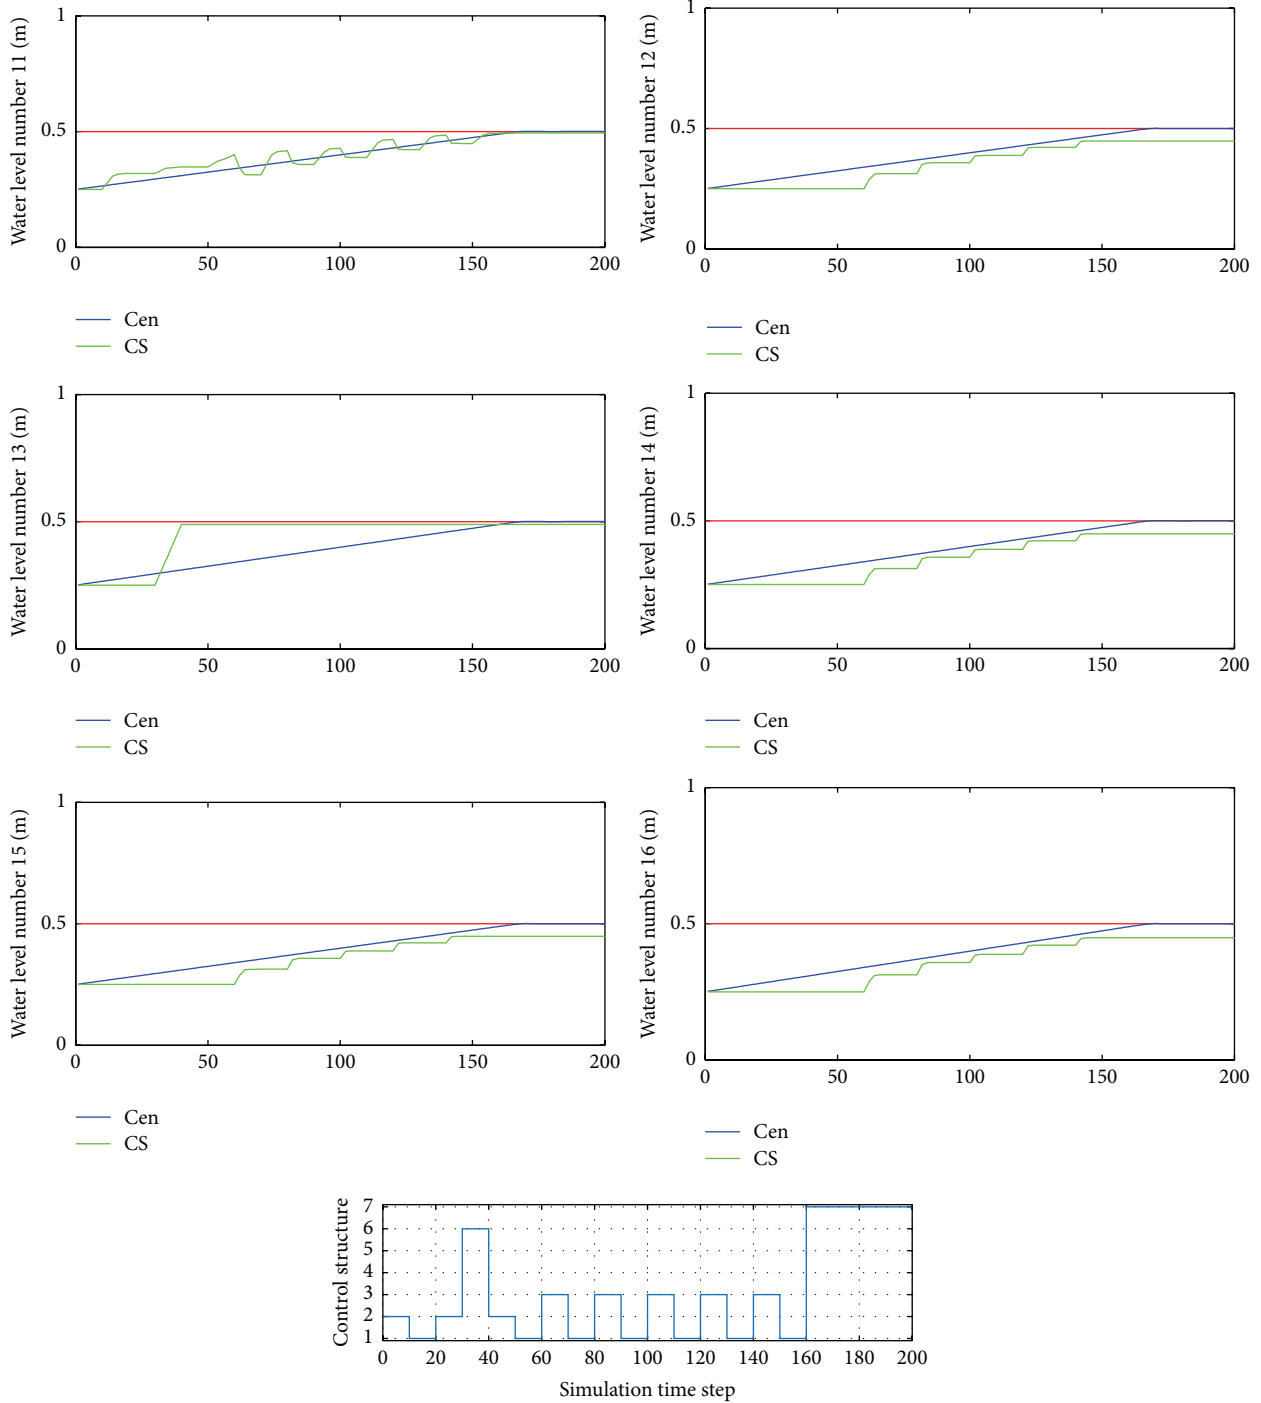 Water level number 11 (m)
1
0.5
0
0 50 100 150 200
Cen
CS
Water level number 12 (m)
1
0.5
0
0 50 100 150 200
Cen
CS
Water level number 13 (m)
1
0.5
0
0 50 100 150 200
Cen
CS
Water level number 14 (m)
1
0.5
0
0 50 100 150 200
Cen
CS
Water level number 15 (m)
1
0.5
0
0 50 100 150 200
Cen
CS
Water level number 16 (m)
1
0.5
0
0 50 100 150 200
Cen
CS
Control structure
7
6
5
4
3
2
1
0 20 40 60 80 100 120 140 160 180 200
Simulation time step